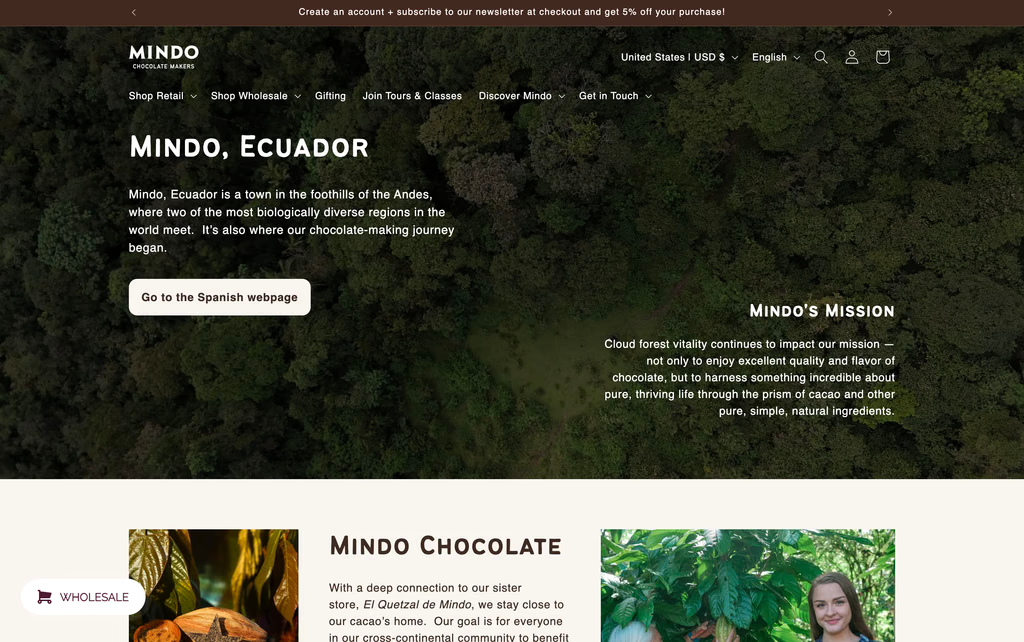 Create an account + subscribe to our newsletter at checkout and get 5% off your purchase!
MINDO
CHOCOLATE MAKERS
United States | USD $
English
Shop Retail
Shop Wholesale
Gifting
Join Tours & Classes
Discover Mindo
Get in Touch
Mindo, Ecuador
Mindo, Ecuador is a town in the foothills of the Andes,
where two of the most biologically diverse regions in the
world meet.  It's also where our chocolate-making journey
began.
Go to the Spanish webpage
Mindo's Mission
Cloud forest vitality continues to impact our mission —
not only to enjoy excellent quality and flavor of
chocolate, but to harness something incredible about
pure, thriving life through the prism of cacao and other
pure, simple, natural ingredients.
Mindo Chocolate
With a deep connection to our sister
store, El Quetzal de Mindo, we stay close to
our cacao's home.  Our goal is for everyone
in our cross-continental community to benefit
WHOLESALE